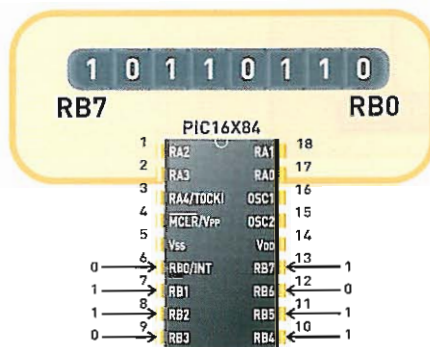 1 0 1 1 0 1 1 0
RB7 RB0
PIC16X84
1 RA2 RA1 18
2 RA3 RA0 17
3 RA4/T0CKI OSC1 16
4 MCLR/VPP OSC2 15
5 VSS VDD 14
0 6 RB0/INT RB7 13 1
1 7 RB1 RB6 12 0
1 8 RB2 RB5 11 1
0 9 RB3 RB4 10 1